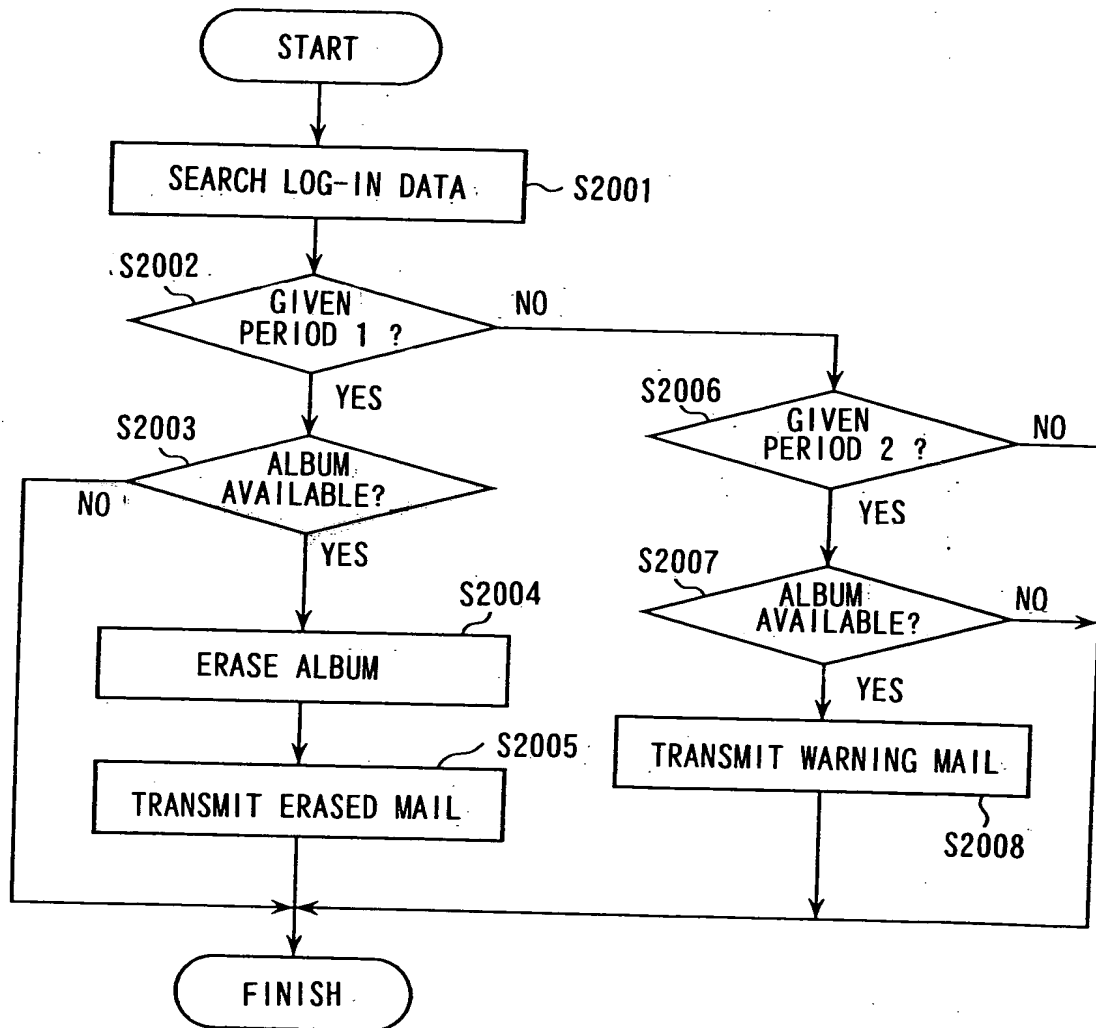 START
SEARCH LOG-IN DATA
S2001
S2002
GIVEN
PERIOD 1 ?
NO
YES
S2003
ALBUM
AVAILABLE?
NO
YES
S2004
ERASE ALBUM
S2005
TRANSMIT ERASED MAIL
S2006
GIVEN
PERIOD 2 ?
NO
YES
S2007
ALBUM
AVAILABLE?
NO
YES
TRANSMIT WARNING MAIL
S2008
FINISH